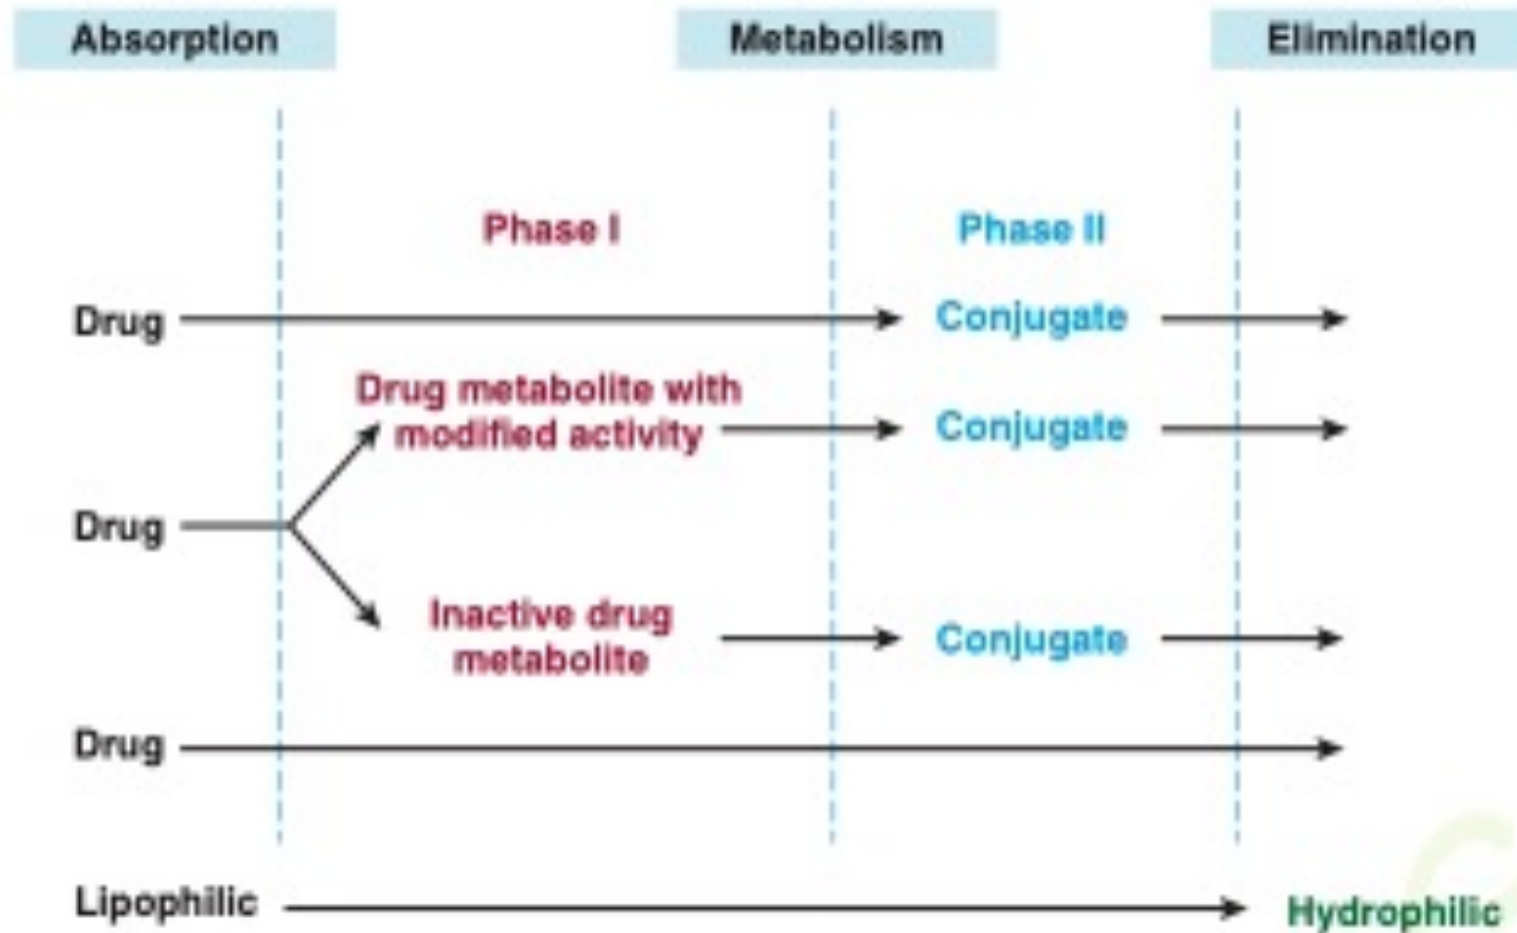 Absorption
Metabolism
Elimination
Phase I
Phase II
Drug
Conjugate
Drug metabolite with
modified activity
Conjugate
Drug
Inactive drug
metabolite
Conjugate
Drug
Lipophilic
Hydrophilic